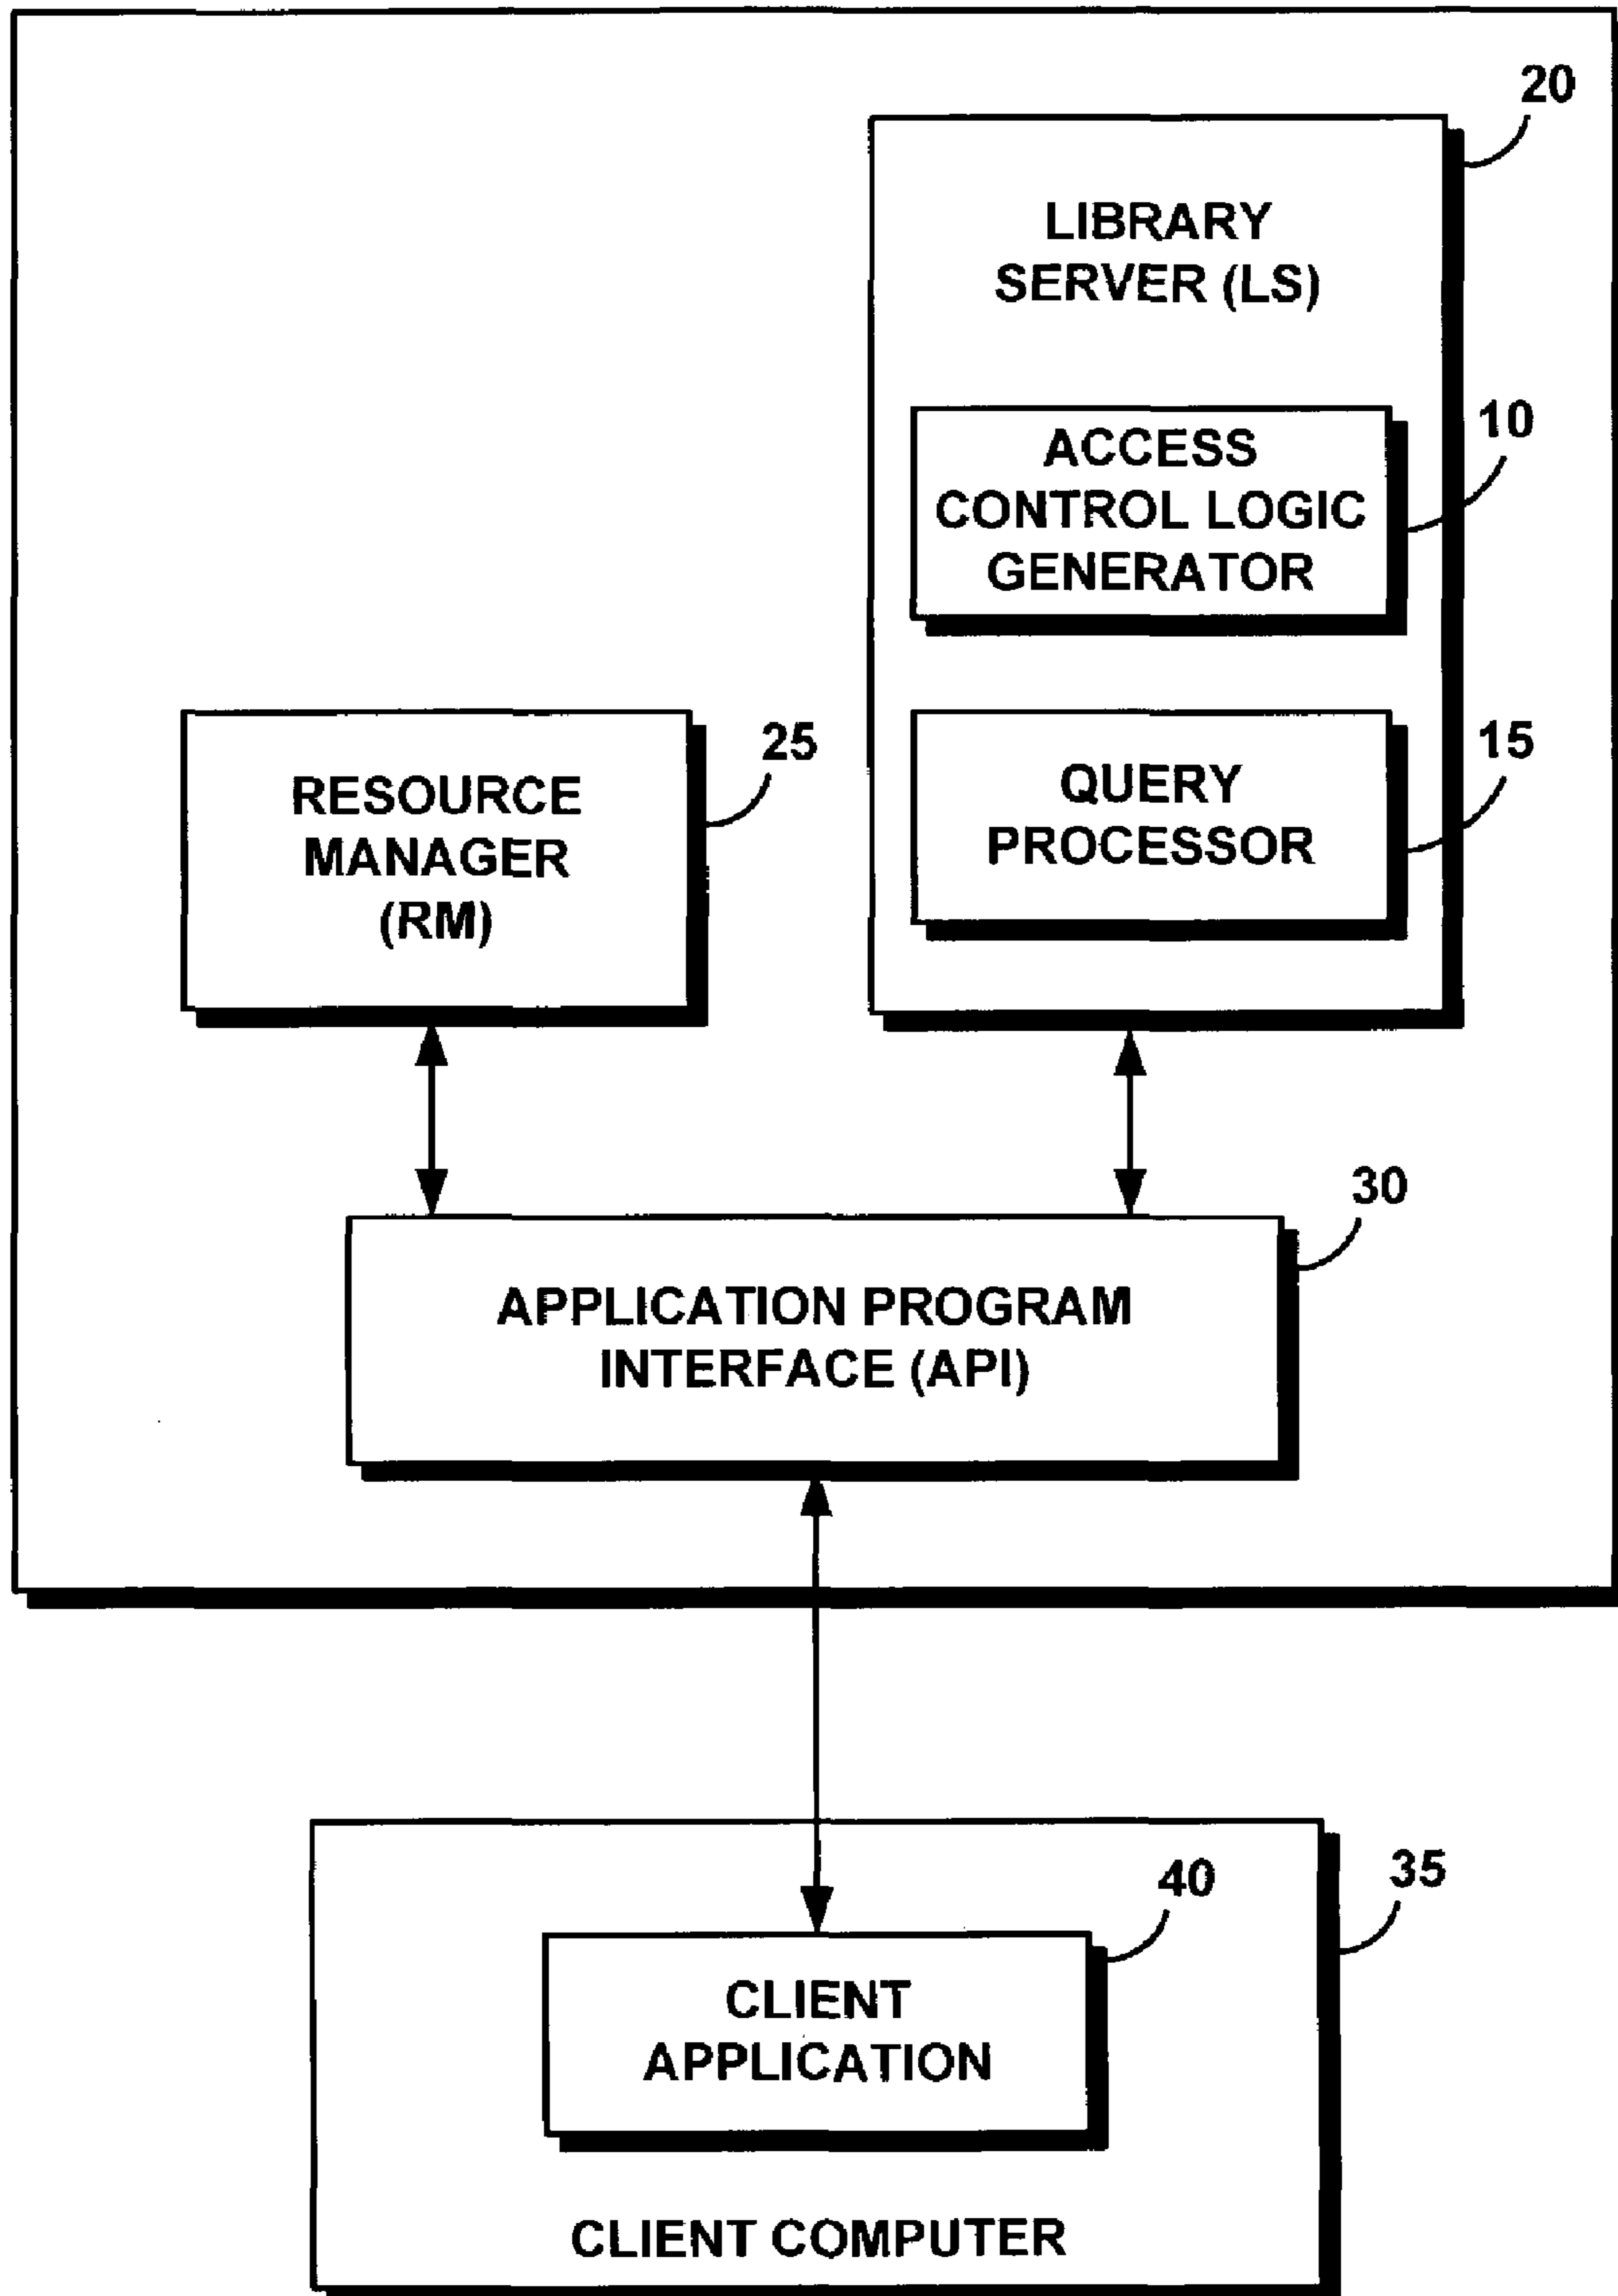 20
LIBRARY
SERVER (LS)
10
ACCESS
CONTROL LOGIC
GENERATOR
25
RESOURCE
MANAGER
(RM)
15
QUERY
PROCESSOR
30
APPLICATION PROGRAM
INTERFACE (API)
35
40
CLIENT
APPLICATION
CLIENT COMPUTER